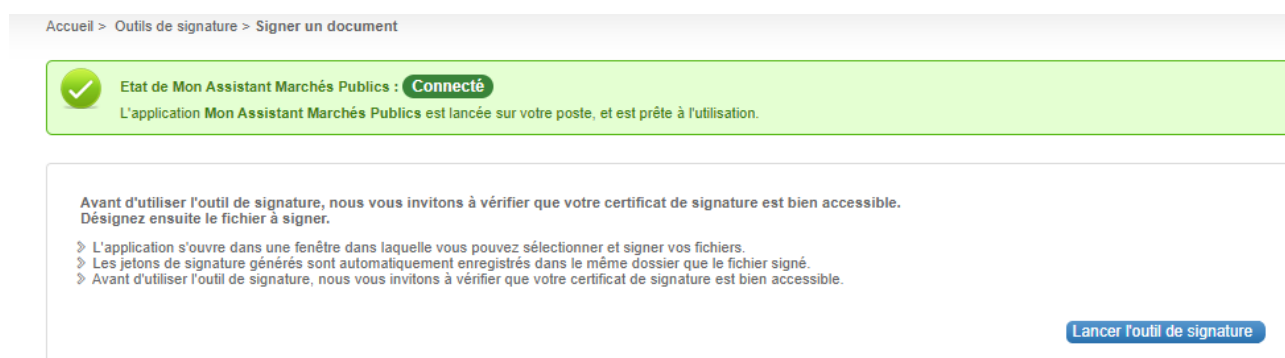 Accueil > Outils de signature > Signer un document
Etat de Mon Assistant Marchés Publics : Connecté
L'application Mon Assistant Marchés Publics est lancée sur votre poste, et est prête à l'utilisation.
Avant d'utiliser l'outil de signature, nous vous invitons à vérifier que votre certificat de signature est bien accessible.
Désignez ensuite le fichier à signer.
L'application s'ouvre dans une fenêtre dans laquelle vous pouvez sélectionner et signer vos fichiers.
Les jetons de signature générés sont automatiquement enregistrés dans le même dossier que le fichier signé.
Avant d'utiliser l'outil de signature, nous vous invitons à vérifier que votre certificat de signature est bien accessible.
Lancer l'outil de signature